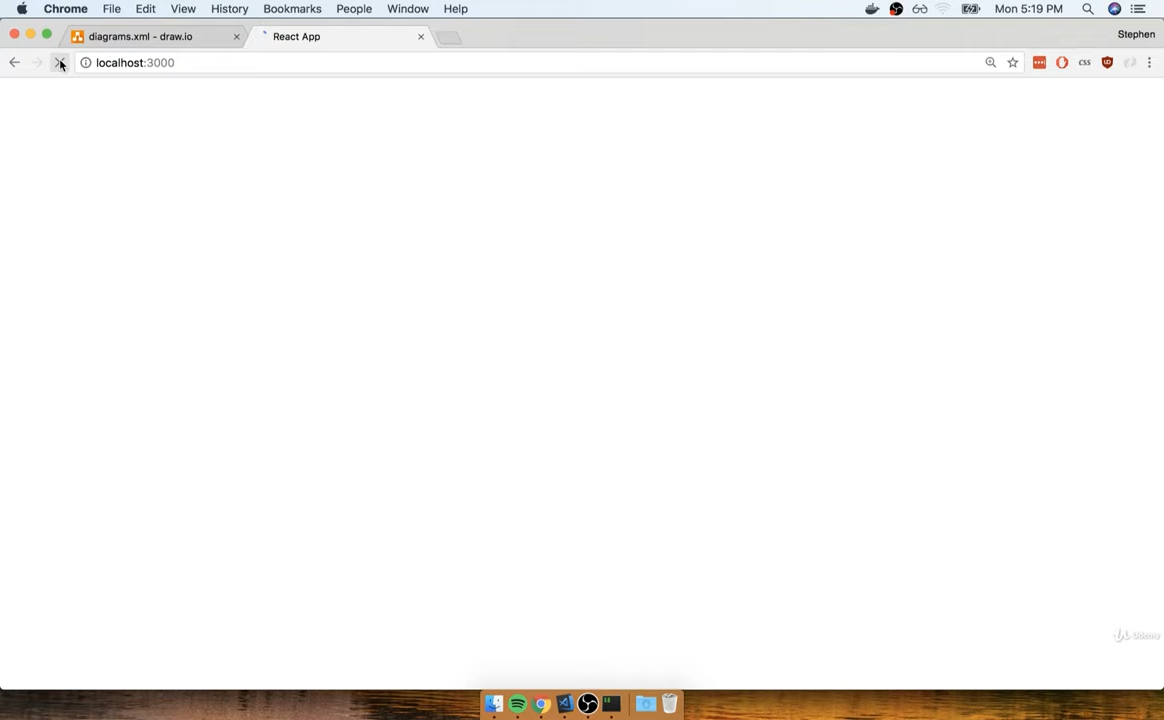 Chrome File Edit View History Bookmarks People Window Help Mon 5:19 PM
diagrams.xml - draw.io React App Stephen
localhost:3000 css
Udemy